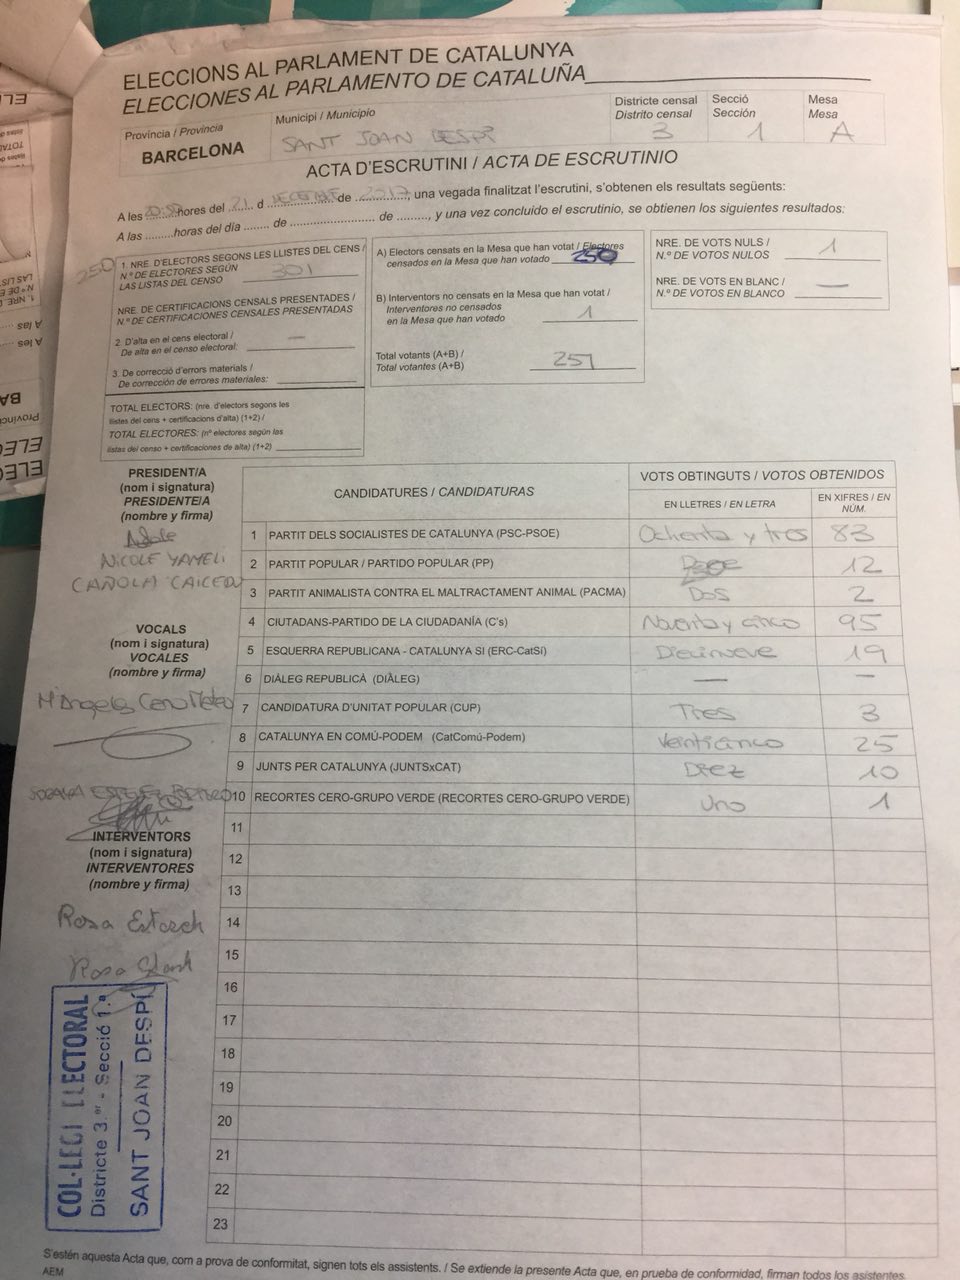 ELECCIONS AL PARLAMENT DE CATALUNYA
ELECCIONES AL PARLAMENTO DE CATALUÑA
Província / Provincia
BARCELONA
Municipi / Municipio
SANT JOAN DESPÍ
Districte censal
Distrito censal
3
Secció
Sección
1
Mesa
Mesa
A
ACTA D'ESCRUTINI / ACTA DE ESCRUTINIO
A les ......hores del 21 d ...... de 2017, una vegada finalitzat l'escrutini, s'obtenen els resultats següents:
A las .........horas del día ...... de ........................ de ........., y una vez concluido el escrutinio, se obtienen los siguientes resultados:
250
1. NRE. D'ELECTORS SEGONS LES LLISTES DEL CENS /
N.º DE ELECTORES SEGÚN
LAS LISTAS DEL CENSO 301
NRE. DE CERTIFICACIONS CENSALS PRESENTADES /
N.º DE CERTIFICACIONES CENSALES PRESENTADAS
2. D'alta en el cens electoral /
De alta en el censo electoral: —
3. De correcció d'errors materials /
De corrección de errores materiales:
TOTAL ELECTORS: (nre. d'electors segons les
llistes del cens + certificacions d'alta) (1+2) /
TOTAL ELECTORES: (nº electores según las
listas del censo + certificaciones de alta) (1+2)
A) Electors censats en la Mesa que han votat / Electores
censados en la Mesa que han votado 250
B) Interventors no censats en la Mesa que han votat /
Interventores no censados
en la Mesa que han votado 1
Total votants (A+B) /
Total votantes (A+B) 251
NRE. DE VOTS NULS /
N.º DE VOTOS NULOS 1
NRE. DE VOTS EN BLANC /
N.º DE VOTOS EN BLANCO —
PRESIDENT/A
(nom i signatura)
PRESIDENTE/A
(nombre y firma)
NICOLE YAMELI
CAÑOLA CAICEDO
VOCALS
(nom i signatura)
VOCALES
(nombre y firma)
INTERVENTORS
(nom i signatura)
INTERVENTORES
(nombre y firma)
Rosa Estarch
CANDIDATURES / CANDIDATURAS
VOTS OBTINGUTS / VOTOS OBTENIDOS
EN LLETRES / EN LETRA
EN XIFRES / EN NÚM.
1 PARTIT DELS SOCIALISTES DE CATALUNYA (PSC-PSOE) Ochenta y tres 83
2 PARTIT POPULAR / PARTIDO POPULAR (PP) Doce 12
3 PARTIT ANIMALISTA CONTRA EL MALTRACTAMENT ANIMAL (PACMA) Dos 2
4 CIUTADANS-PARTIDO DE LA CIUDADANÍA (C's) Noventa y cinco 95
5 ESQUERRA REPUBLICANA - CATALUNYA SI (ERC-CatSí) Diecinueve 19
6 DIÀLEG REPUBLICÀ (DIÀLEG) — —
7 CANDIDATURA D'UNITAT POPULAR (CUP) Tres 3
8 CATALUNYA EN COMÚ-PODEM (CatComú-Podem) Veinticinco 25
9 JUNTS PER CATALUNYA (JUNTSxCAT) Diez 10
10 RECORTES CERO-GRUPO VERDE (RECORTES CERO-GRUPO VERDE) Uno 1
11
12
13
14
15
16
17
18
19
20
21
22
23
COL·LEGI ELECTORAL
Districte 3.er - Secció 1.ª
SANT JOAN DESPÍ
S'estén aquesta Acta que, com a prova de conformitat, signen tots els assistents. / Se extiende la presente Acta que, en prueba de conformidad, firman todos los asistentes.
AEM